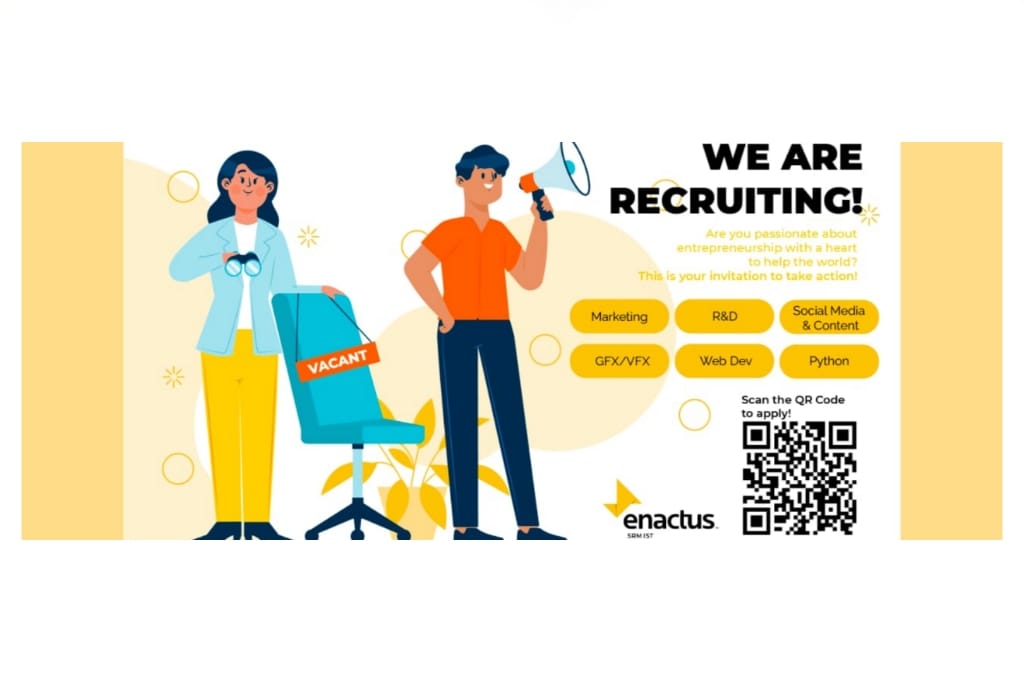 WE ARE
RECRUITING!
Are you passionate about
entrepreneurship with a heart
to help the world?
This is your invitation to take action!
Marketing
R&D
Social Media
& Content
GFX/VFX
Web Dev
Python
VACANT
Scan the QR Code
to apply!
enactus™
SRM IST